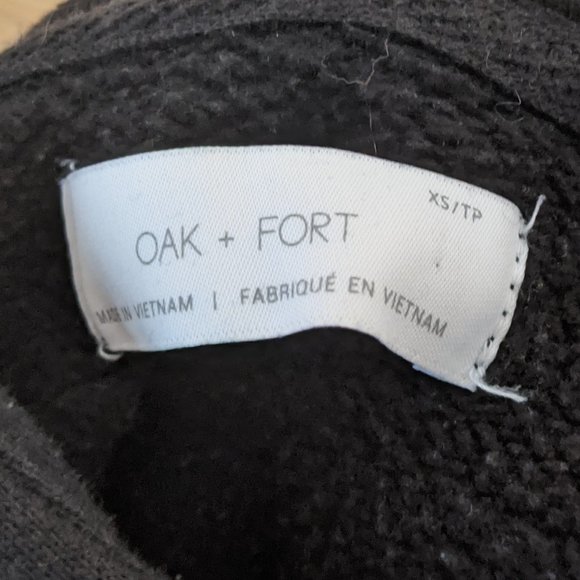 XS/TP
OAK + FORT
MADE IN VIETNAM | FABRIQUÉ EN VIETNAM